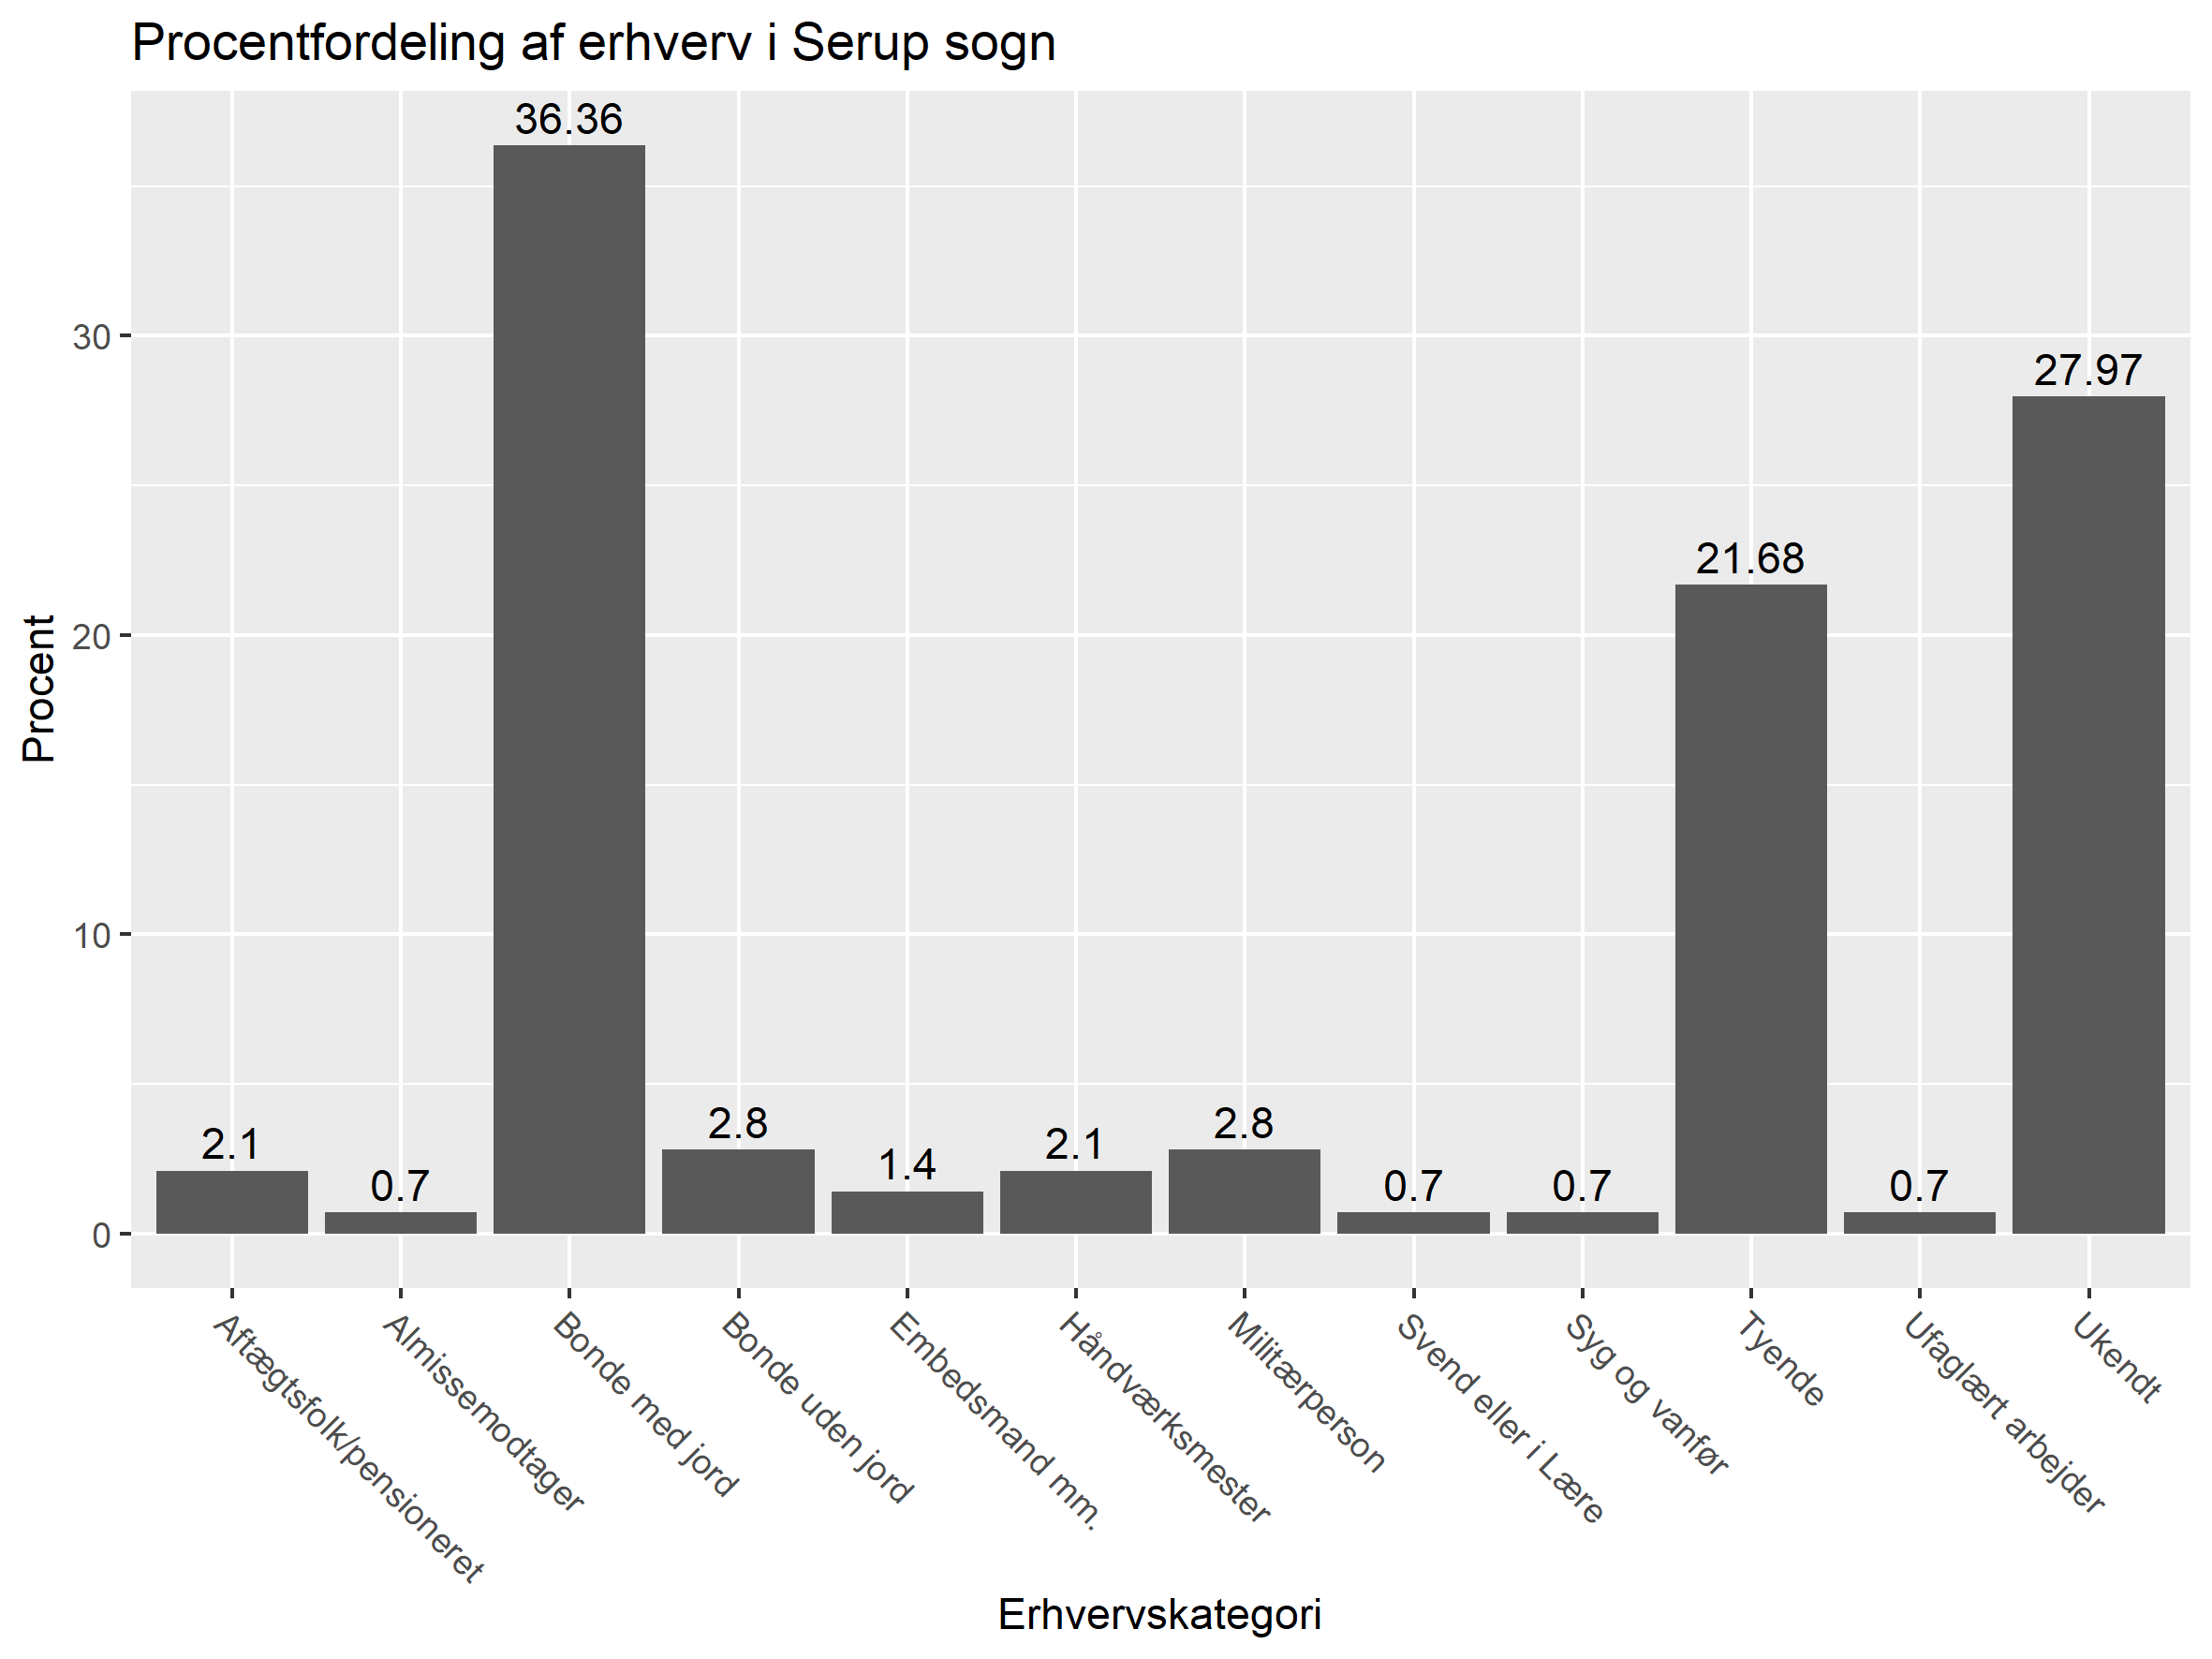 Procentfordeling af erhverv i Serup sogn
Procent
30
20
10
0
2.1
0.7
36.36
2.8
1.4
2.1
2.8
0.7
0.7
21.68
0.7
27.97
Aftægtsfolk/pensioneret
Almissemodtager
Bonde med jord
Bonde uden jord
Embedsmand mm.
Håndværksmester
Militærperson
Svend eller i Lære
Syg og vanfør
Tyende
Ufaglært arbejder
Ukendt
Erhvervskategori